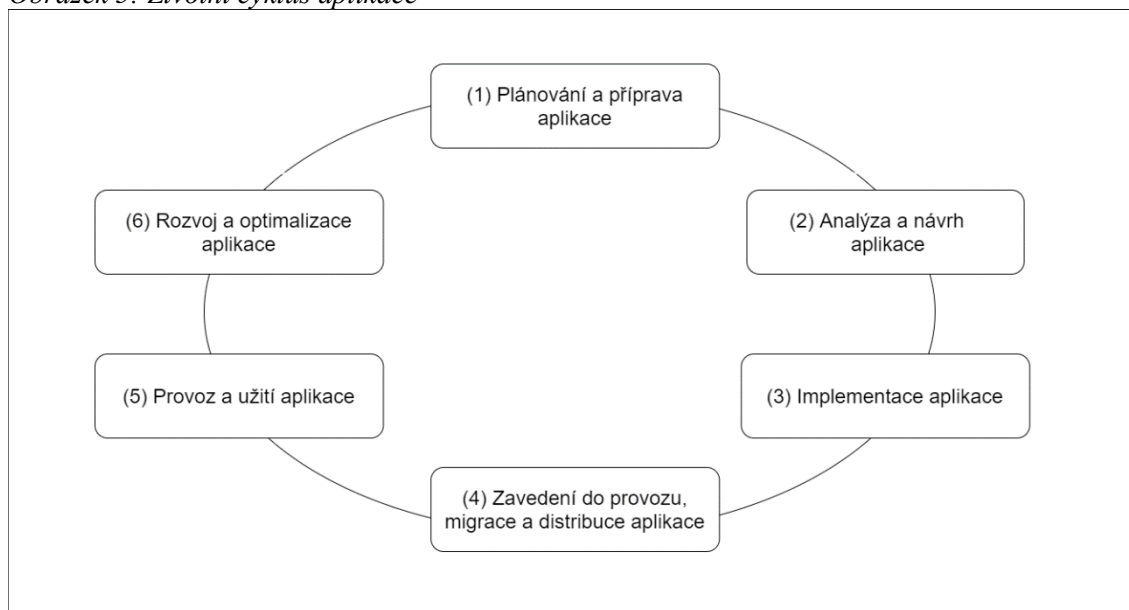 Obrázek 3: Životní cyklus aplikace
(1) Plánování a příprava
aplikace
(6) Rozvoj a optimalizace
aplikace
(2) Analýza a návrh
aplikace
(5) Provoz a užití aplikace
(3) Implementace aplikace
(4) Zavedení do provozu,
migrace a distribuce aplikace